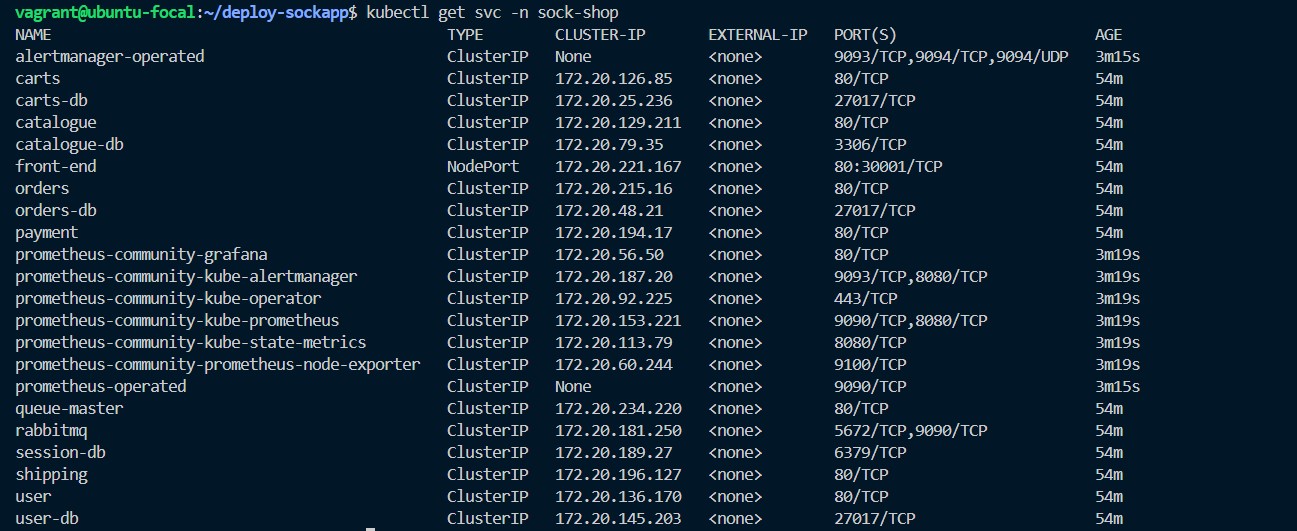 vagrant@ubuntu-focal:~/deploy-sockapp$ kubectl get svc -n sock-shop
NAME TYPE CLUSTER-IP EXTERNAL-IP PORT(S) AGE
alertmanager-operated ClusterIP None <none> 9093/TCP,9094/TCP,9094/UDP 3m15s
carts ClusterIP 172.20.126.85 <none> 80/TCP 54m
carts-db ClusterIP 172.20.25.236 <none> 27017/TCP 54m
catalogue ClusterIP 172.20.129.211 <none> 80/TCP 54m
catalogue-db ClusterIP 172.20.79.35 <none> 3306/TCP 54m
front-end NodePort 172.20.221.167 <none> 80:30001/TCP 54m
orders ClusterIP 172.20.215.16 <none> 80/TCP 54m
orders-db ClusterIP 172.20.48.21 <none> 27017/TCP 54m
payment ClusterIP 172.20.194.17 <none> 80/TCP 54m
prometheus-community-grafana ClusterIP 172.20.56.50 <none> 80/TCP 3m19s
prometheus-community-kube-alertmanager ClusterIP 172.20.187.20 <none> 9093/TCP,8080/TCP 3m19s
prometheus-community-kube-operator ClusterIP 172.20.92.225 <none> 443/TCP 3m19s
prometheus-community-kube-prometheus ClusterIP 172.20.153.221 <none> 9090/TCP,8080/TCP 3m19s
prometheus-community-kube-state-metrics ClusterIP 172.20.113.79 <none> 8080/TCP 3m19s
prometheus-community-prometheus-node-exporter ClusterIP 172.20.60.244 <none> 9100/TCP 3m19s
prometheus-operated ClusterIP None <none> 9090/TCP 3m15s
queue-master ClusterIP 172.20.234.220 <none> 80/TCP 54m
rabbitmq ClusterIP 172.20.181.250 <none> 5672/TCP,9090/TCP 54m
session-db ClusterIP 172.20.189.27 <none> 6379/TCP 54m
shipping ClusterIP 172.20.196.127 <none> 80/TCP 54m
user ClusterIP 172.20.136.170 <none> 80/TCP 54m
user-db ClusterIP 172.20.145.203 <none> 27017/TCP 54m